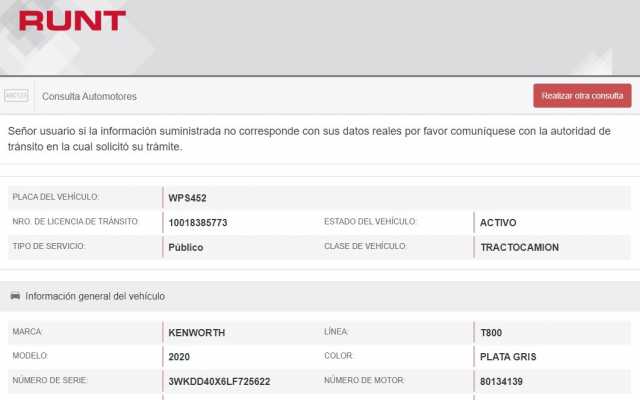 RUNT
ABC123
Consulta Automotores
Realizar otra consulta
Señor usuario si la información suministrada no corresponde con sus datos reales por favor comuníquese con la autoridad de
tránsito en la cual solicitó su trámite.
PLACA DEL VEHÍCULO: WPS452
NRO. DE LICENCIA DE TRÁNSITO: 10018385773 ESTADO DEL VEHÍCULO: ACTIVO
TIPO DE SERVICIO: Público CLASE DE VEHÍCULO: TRACTOCAMION
Información general del vehículo
MARCA: KENWORTH LÍNEA: T800
MODELO: 2020 COLOR: PLATA GRIS
NÚMERO DE SERIE: 3WKDD40X6LF725622 NÚMERO DE MOTOR: 80134139